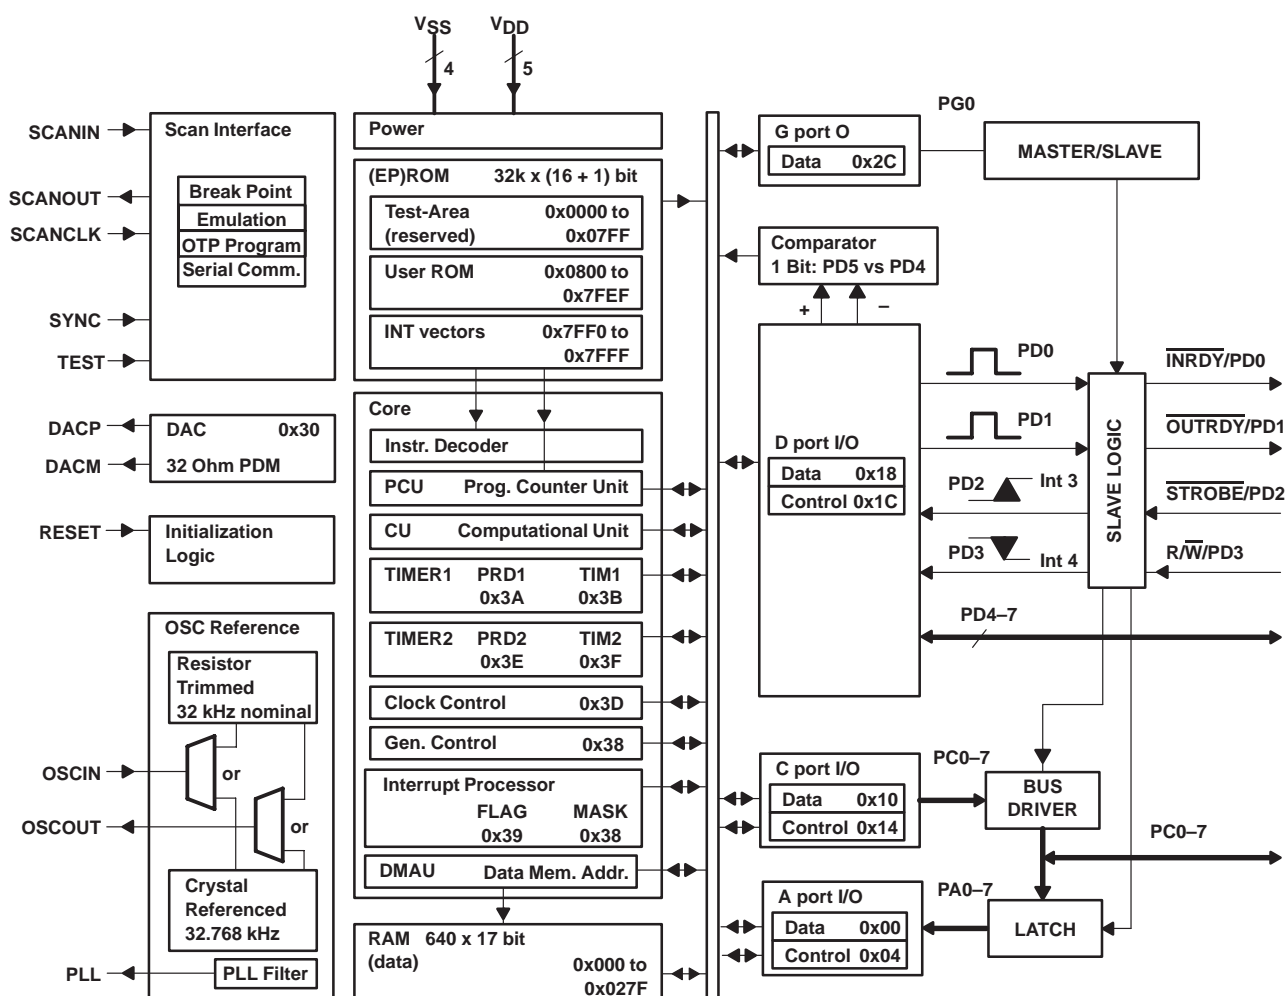 VSS
VDD
4
5
SCANIN
SCANOUT
SCANCLK
SYNC
TEST
Scan Interface
Break Point
Emulation
OTP Program
Serial Comm.
DACP
DACM
DAC 0x30
32 Ohm PDM
RESET
Initialization
Logic
OSC Reference
Resistor
Trimmed
32 kHz nominal
OSCIN
or
OSCOUT
or
Crystal
Referenced
32.768 kHz
PLL
PLL Filter
Power
(EP)ROM 32k x (16 + 1) bit
Test-Area 0x0000 to
(reserved) 0x07FF
User ROM 0x0800 to
0x7FEF
INT vectors 0x7FF0 to
0x7FFF
Core
Instr. Decoder
PCU Prog. Counter Unit
CU Computational Unit
TIMER1 PRD1 TIM1
0x3A 0x3B
TIMER2 PRD2 TIM2
0x3E 0x3F
Clock Control 0x3D
Gen. Control 0x38
Interrupt Processor
FLAG MASK
0x39 0x38
DMAU Data Mem. Addr.
RAM 640 x 17 bit
(data)
0x000 to
0x027F
PG0
G port O
Data 0x2C
MASTER/SLAVE
Comparator
1 Bit: PD5 vs PD4
+ –
D port I/O
Data 0x18
Control 0x1C
PD0
PD1
PD2 Int 3
PD3 Int 4
PD4–7
SLAVE LOGIC
INRDY/PD0
OUTRDY/PD1
STROBE/PD2
R/W/PD3
C port I/O
Data 0x10
Control 0x14
PC0–7
BUS
DRIVER
PC0–7
A port I/O
Data 0x00
Control 0x04
PA0–7
LATCH